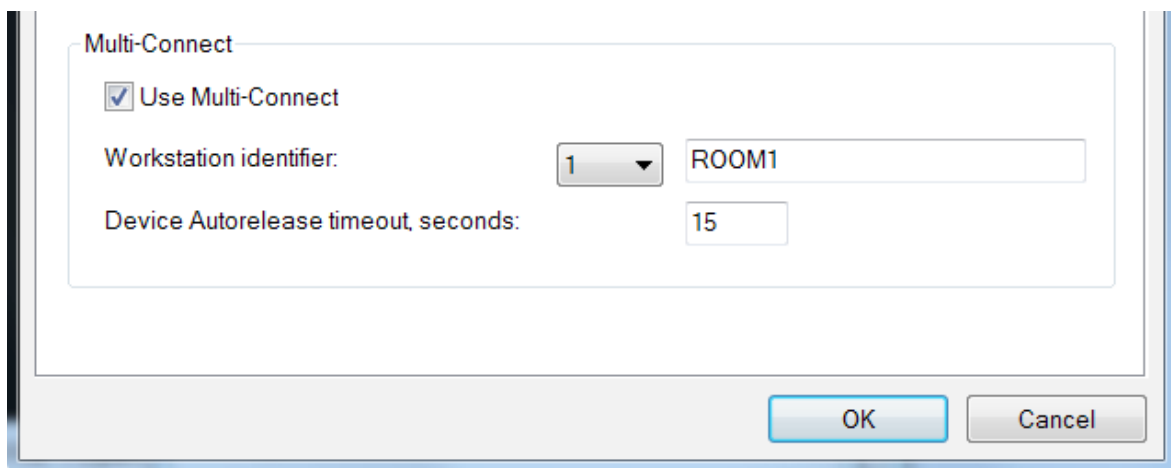 Multi-Connect
Use Multi-Connect
Workstation identifier: 1 ROOM1
Device Autorelease timeout, seconds: 15
OK Cancel